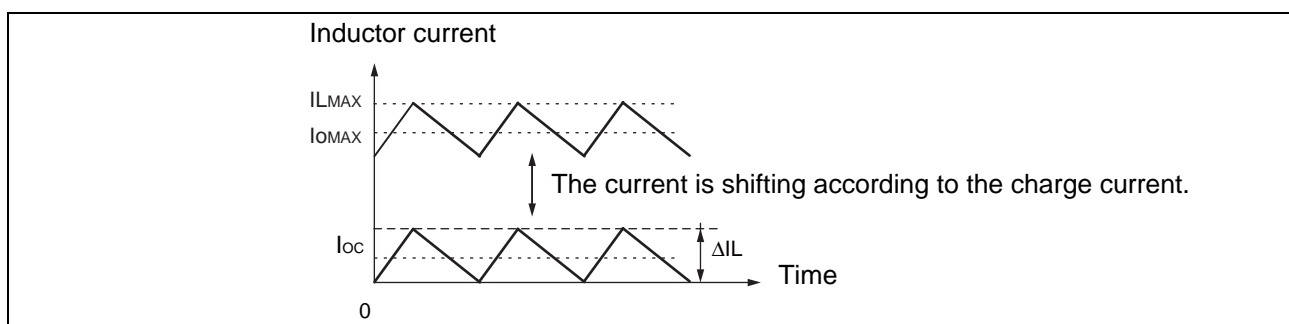 Inductor current
ILMAX
IOMAX
The current is shifting according to the charge current.
IOC
ΔIL
Time
0